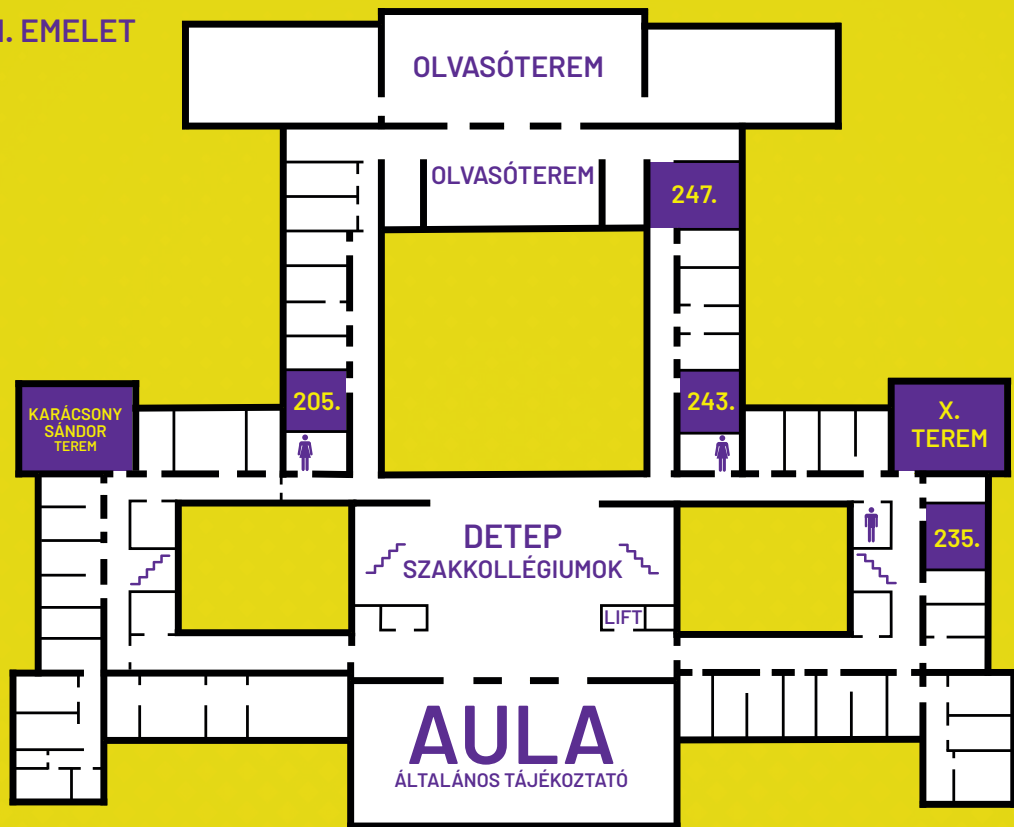 I. EMELET
OLVASÓTEREM
OLVASÓTEREM
247.
205.
243.
KARÁCSONY
SÁNDOR
TEREM
X.
TEREM
DETEP
SZAKKOLLÉGIUMOK
235.
LIFT
AULA
ÁLTALÁNOS TÁJÉKOZTATÓ